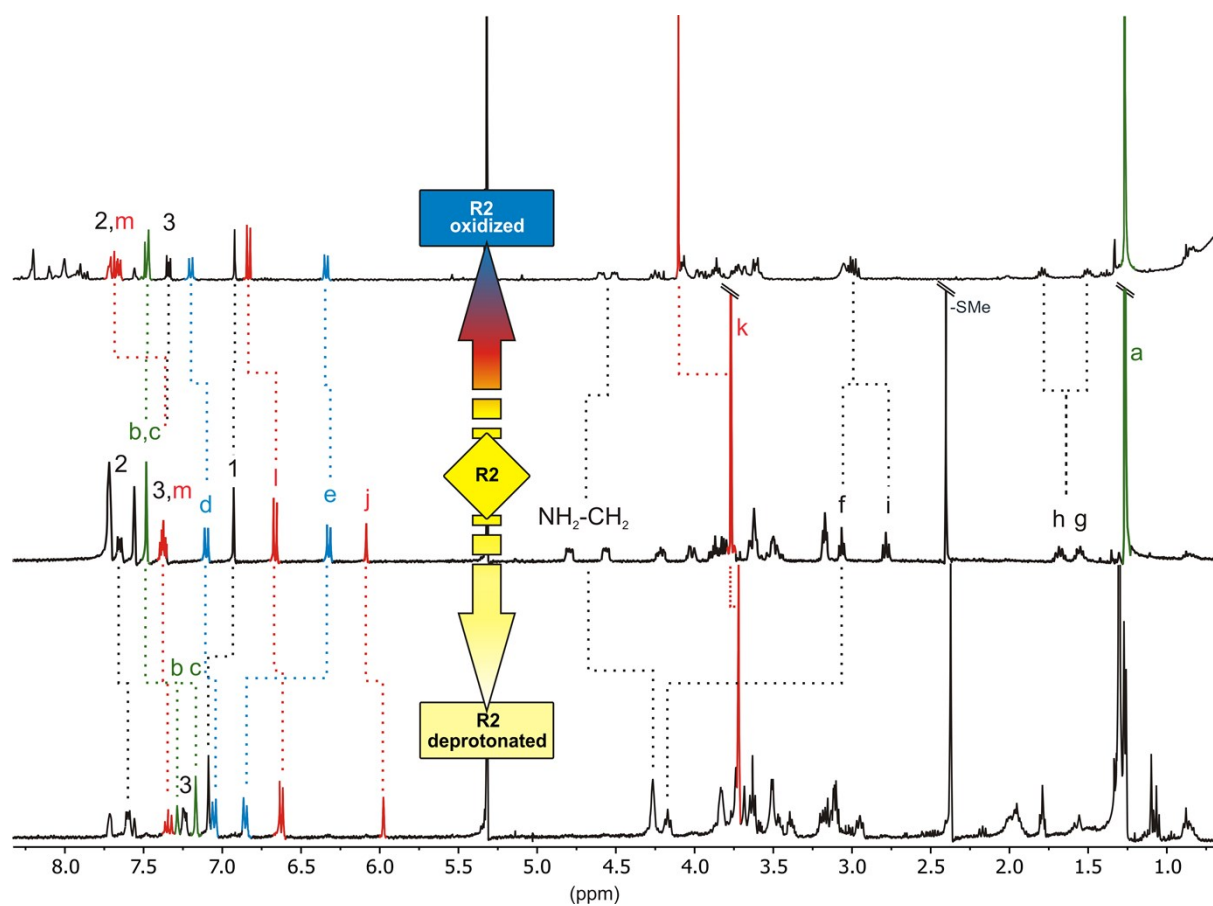 R2
oxidized
2,m
3
k
-SMe
a
b,c
2
3,m
d
1
l
e
j
R2
NH₂-CH₂
f
i
h
g
b
c
3
R2
deprotonated
8.0
7.5
7.0
6.5
6.0
5.5
5.0
4.5
4.0
3.5
3.0
2.5
2.0
1.5
1.0
(ppm)